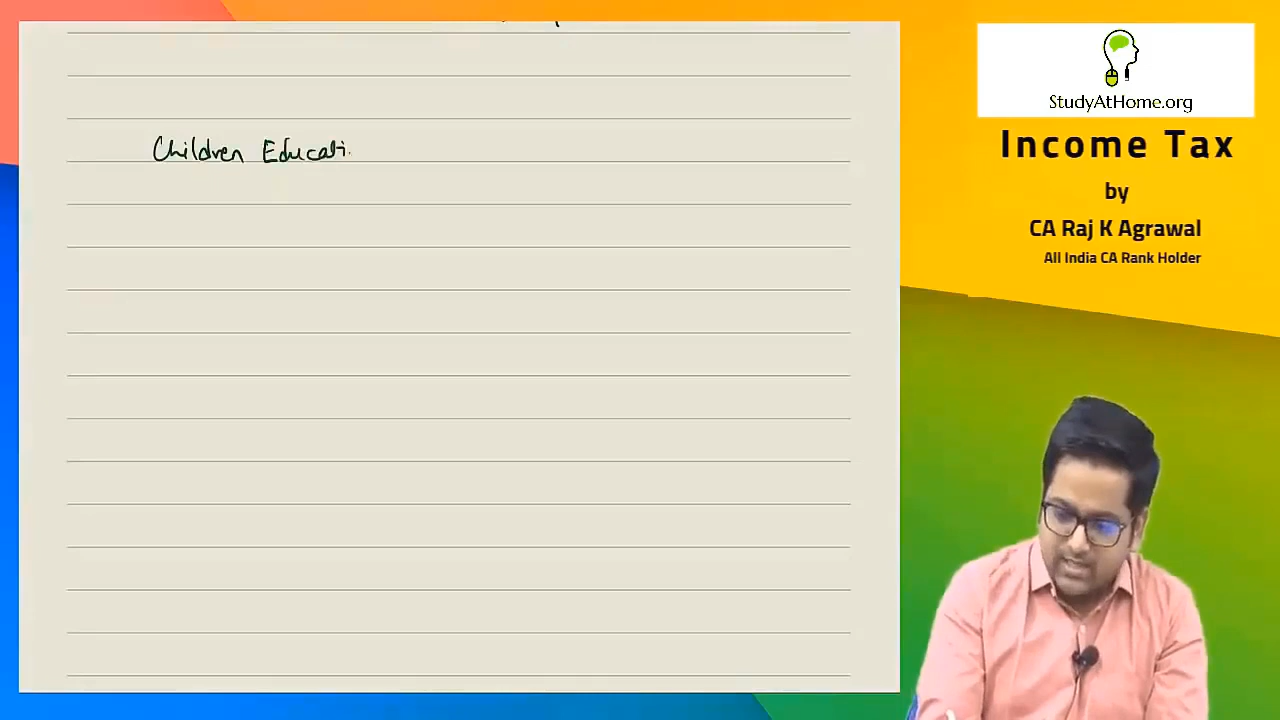 StudyAtHome.org
Income Tax
by
CA Raj K Agrawal
All India CA Rank Holder
Children Educati